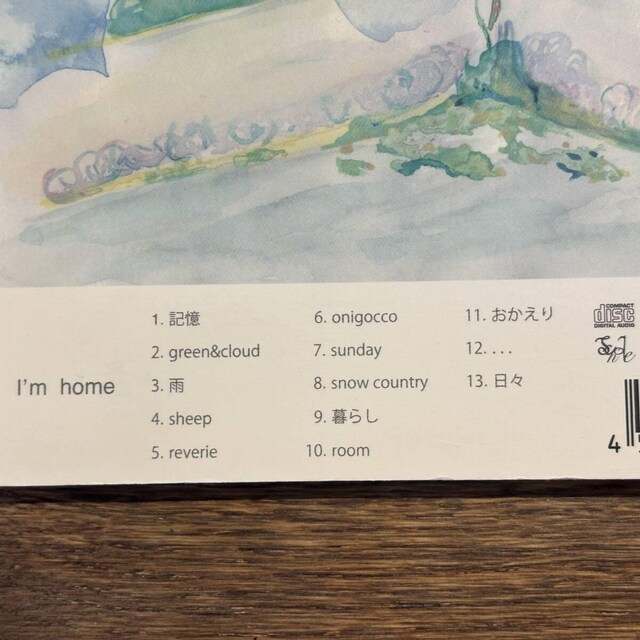 I'm home
1. 記憶
2. green&cloud
3. 雨
4. sheep
5. reverie
6. onigocco
7. sunday
8. snow country
9. 暮らし
10. room
11. おかえり
12. ....
13. 日々
COMPACT
disc
DIGITAL AUDIO
4